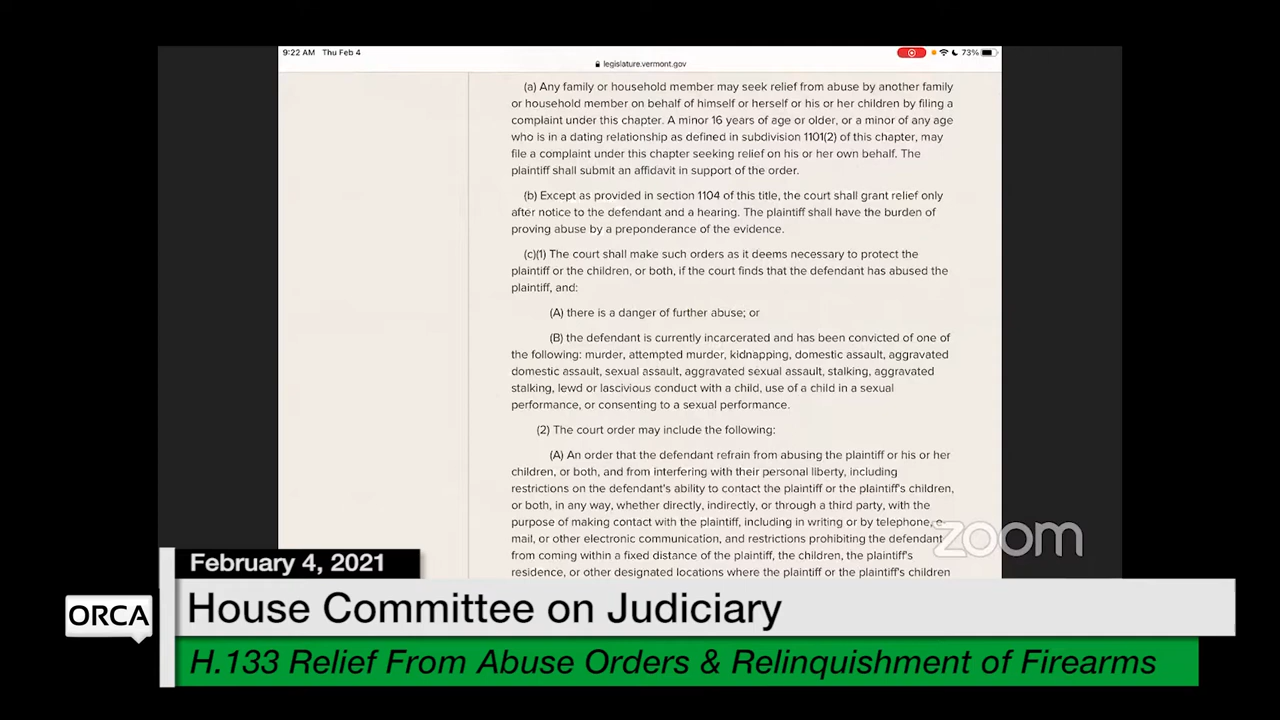 9:22 AM Thu Feb 4
73%
legislature.vermont.gov
(a) Any family or household member may seek relief from abuse by another family
or household member on behalf of himself or herself or his or her children by filing a
complaint under this chapter. A minor 16 years of age or older, or a minor of any age
who is in a dating relationship as defined in subdivision 1101(2) of this chapter, may
file a complaint under this chapter seeking relief on his or her own behalf. The
plaintiff shall submit an affidavit in support of the order.
(b) Except as provided in section 1104 of this title, the court shall grant relief only
after notice to the defendant and a hearing. The plaintiff shall have the burden of
proving abuse by a preponderance of the evidence.
(c)(1) The court shall make such orders as it deems necessary to protect the
plaintiff or the children, or both, if the court finds that the defendant has abused the
plaintiff, and:
(A) there is a danger of further abuse; or
(B) the defendant is currently incarcerated and has been convicted of one of
the following: murder, attempted murder, kidnapping, domestic assault, aggravated
domestic assault, sexual assault, aggravated sexual assault, stalking, aggravated
stalking, lewd or lascivious conduct with a child, use of a child in a sexual
performance, or consenting to a sexual performance.
(2) The court order may include the following:
(A) An order that the defendant refrain from abusing the plaintiff or his or her
children, or both, and from interfering with their personal liberty, including
restrictions on the defendant's ability to contact the plaintiff or the plaintiff's children,
or both, in any way, whether directly, indirectly, or through a third party, with the
purpose of making contact with the plaintiff, including in writing or by telephone, e-
mail, or other electronic communication, and restrictions prohibiting the defendant
from coming within a fixed distance of the plaintiff, the children, the plaintiff's
residence, or other designated locations where the plaintiff or the plaintiff's children
zoom
February 4, 2021
ORCA
House Committee on Judiciary
H.133 Relief From Abuse Orders & Relinquishment of Firearms